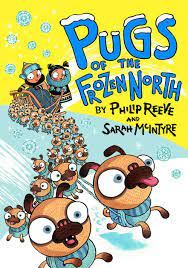 PUGS
OF THE
FROZEN NORTH
BY PHILIP REEVE
AND
SARAH McINTYRE